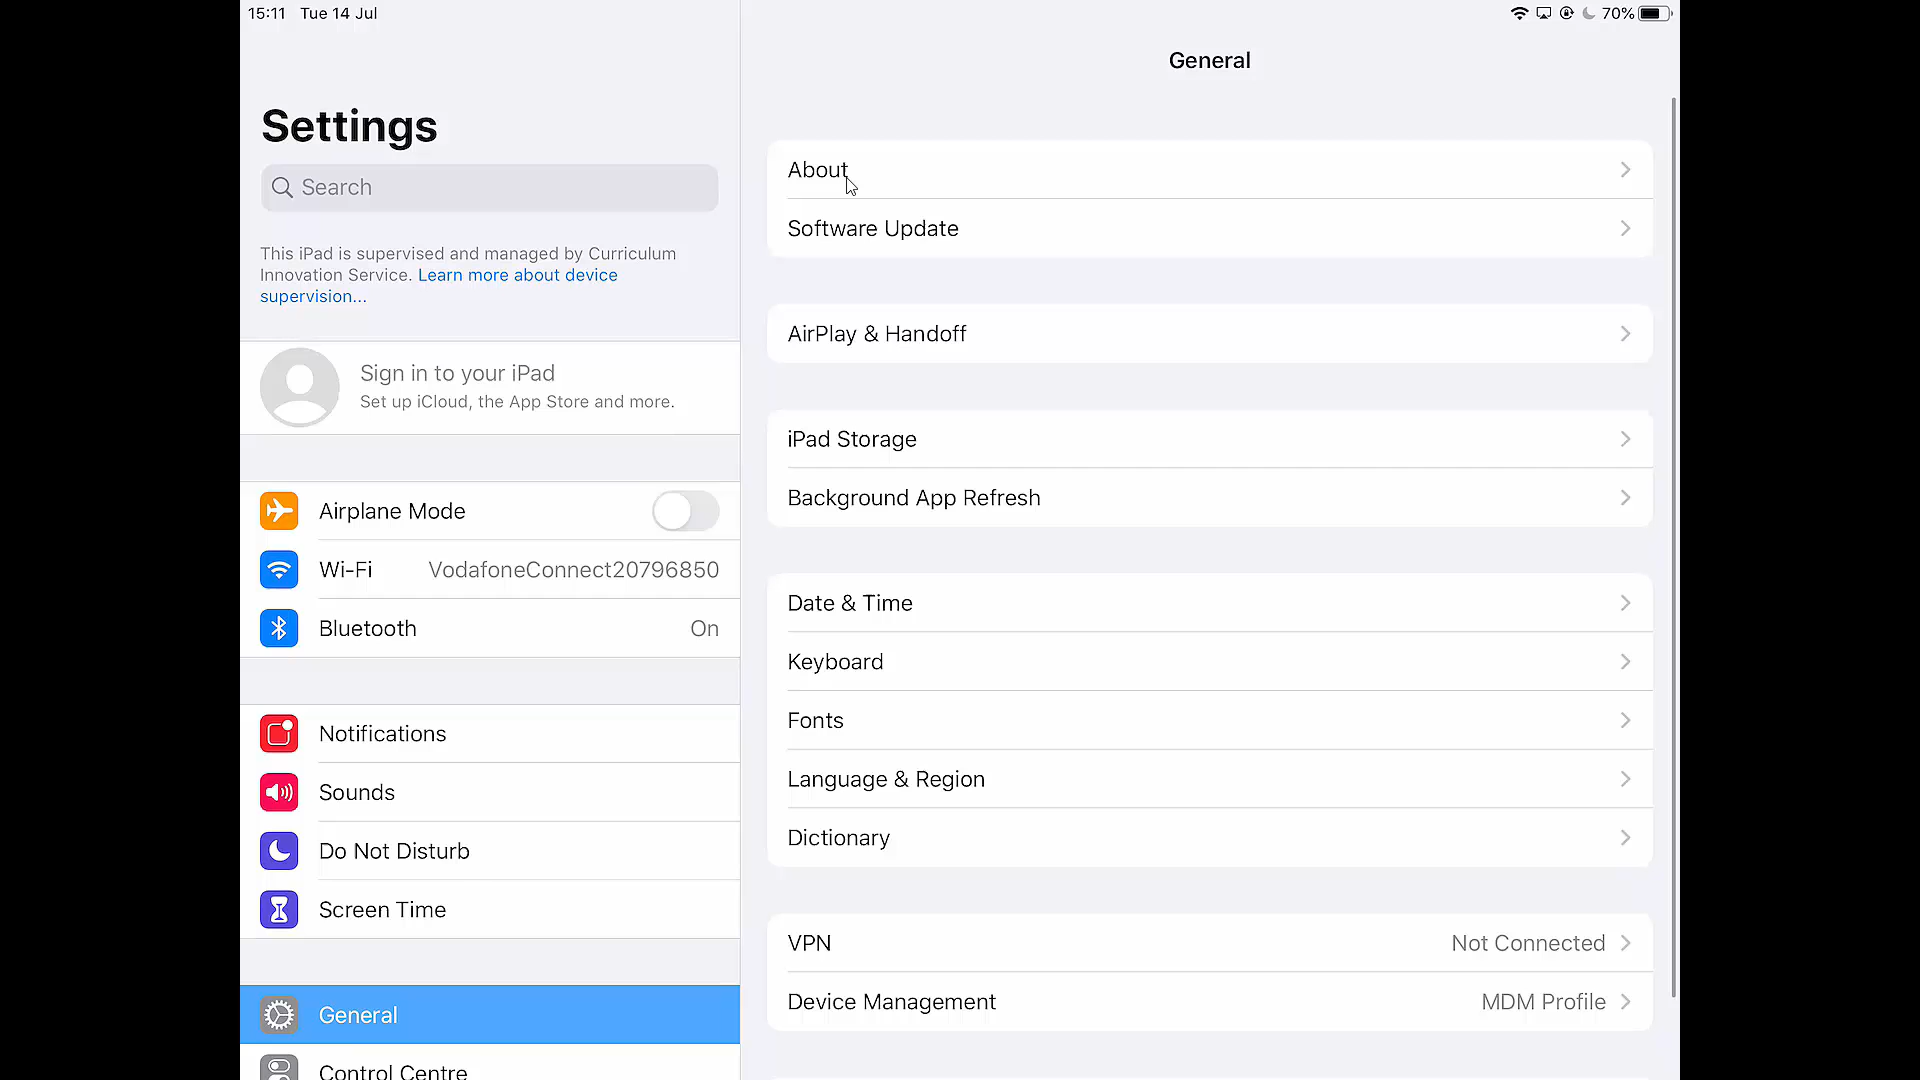 15:11 Tue 14 Jul
70%
Settings
Search
This iPad is supervised and managed by Curriculum
Innovation Service. Learn more about device
supervision...
Sign in to your iPad
Set up iCloud, the App Store and more.
Airplane Mode
Wi-Fi VodafoneConnect20796850
Bluetooth On
Notifications
Sounds
Do Not Disturb
Screen Time
General
Control Centre
General
About
Software Update
AirPlay & Handoff
iPad Storage
Background App Refresh
Date & Time
Keyboard
Fonts
Language & Region
Dictionary
VPN Not Connected
Device Management MDM Profile